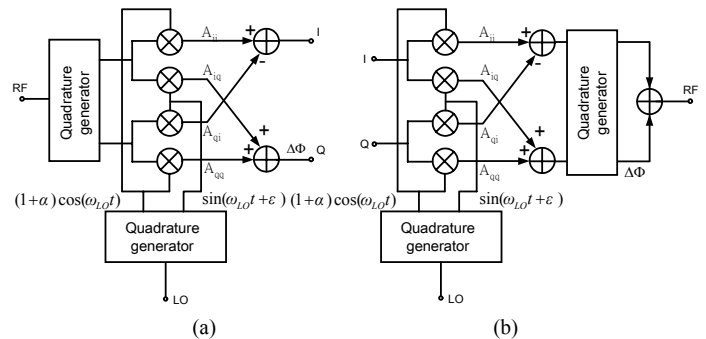 A_ii
A_iq
A_qi
A_qq
I
Q
ΔΦ
RF
Quadrature generator
(1+α)cos(ω_LO t)
sin(ω_LO t+ε)
Quadrature
generator
LO
(a)
I
Q
A_ii
A_iq
A_qi
A_qq
Quadrature generator
RF
ΔΦ
(1+α)cos(ω_LO t)
sin(ω_LO t+ε)
Quadrature
generator
LO
(b)